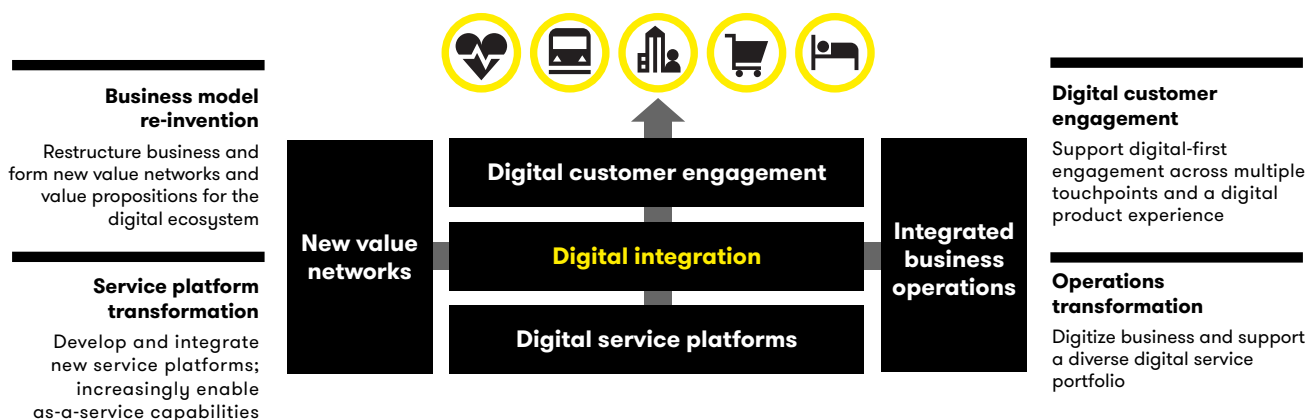 Business model
re-invention
Restructure business and
form new value networks and
value propositions for the
digital ecosystem
Service platform
transformation
Develop and integrate
new service platforms;
increasingly enable
as-a-service capabilities
New value
networks
Digital customer engagement
Digital integration
Digital service platforms
Integrated
business
operations
Digital customer
engagement
Support digital-first
engagement across multiple
touchpoints and a digital
product experience
Operations
transformation
Digitize business and support
a diverse digital service
portfolio